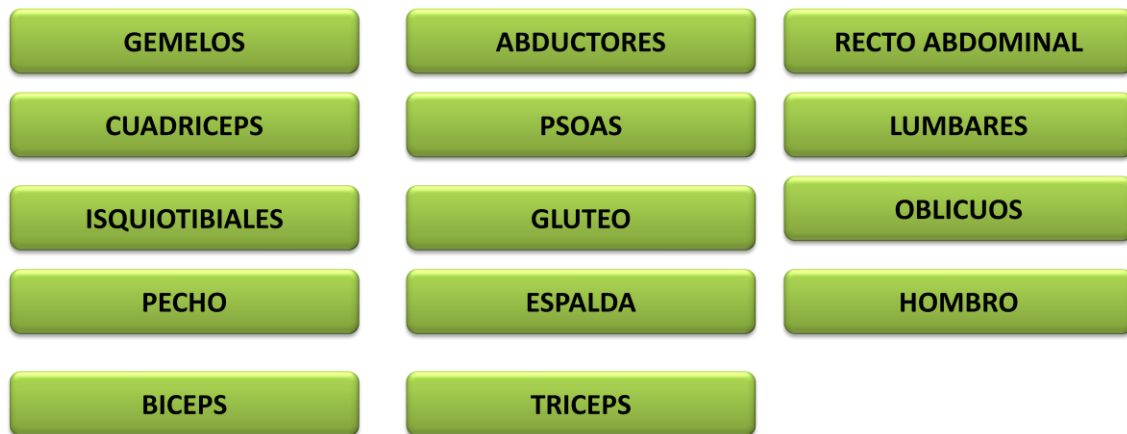 GEMELOS
ABDUCTORES
RECTO ABDOMINAL
CUADRICEPS
PSOAS
LUMBARES
ISQUIOTIBIALES
GLUTEO
OBLICUOS
PECHO
ESPALDA
HOMBRO
BICEPS
TRICEPS